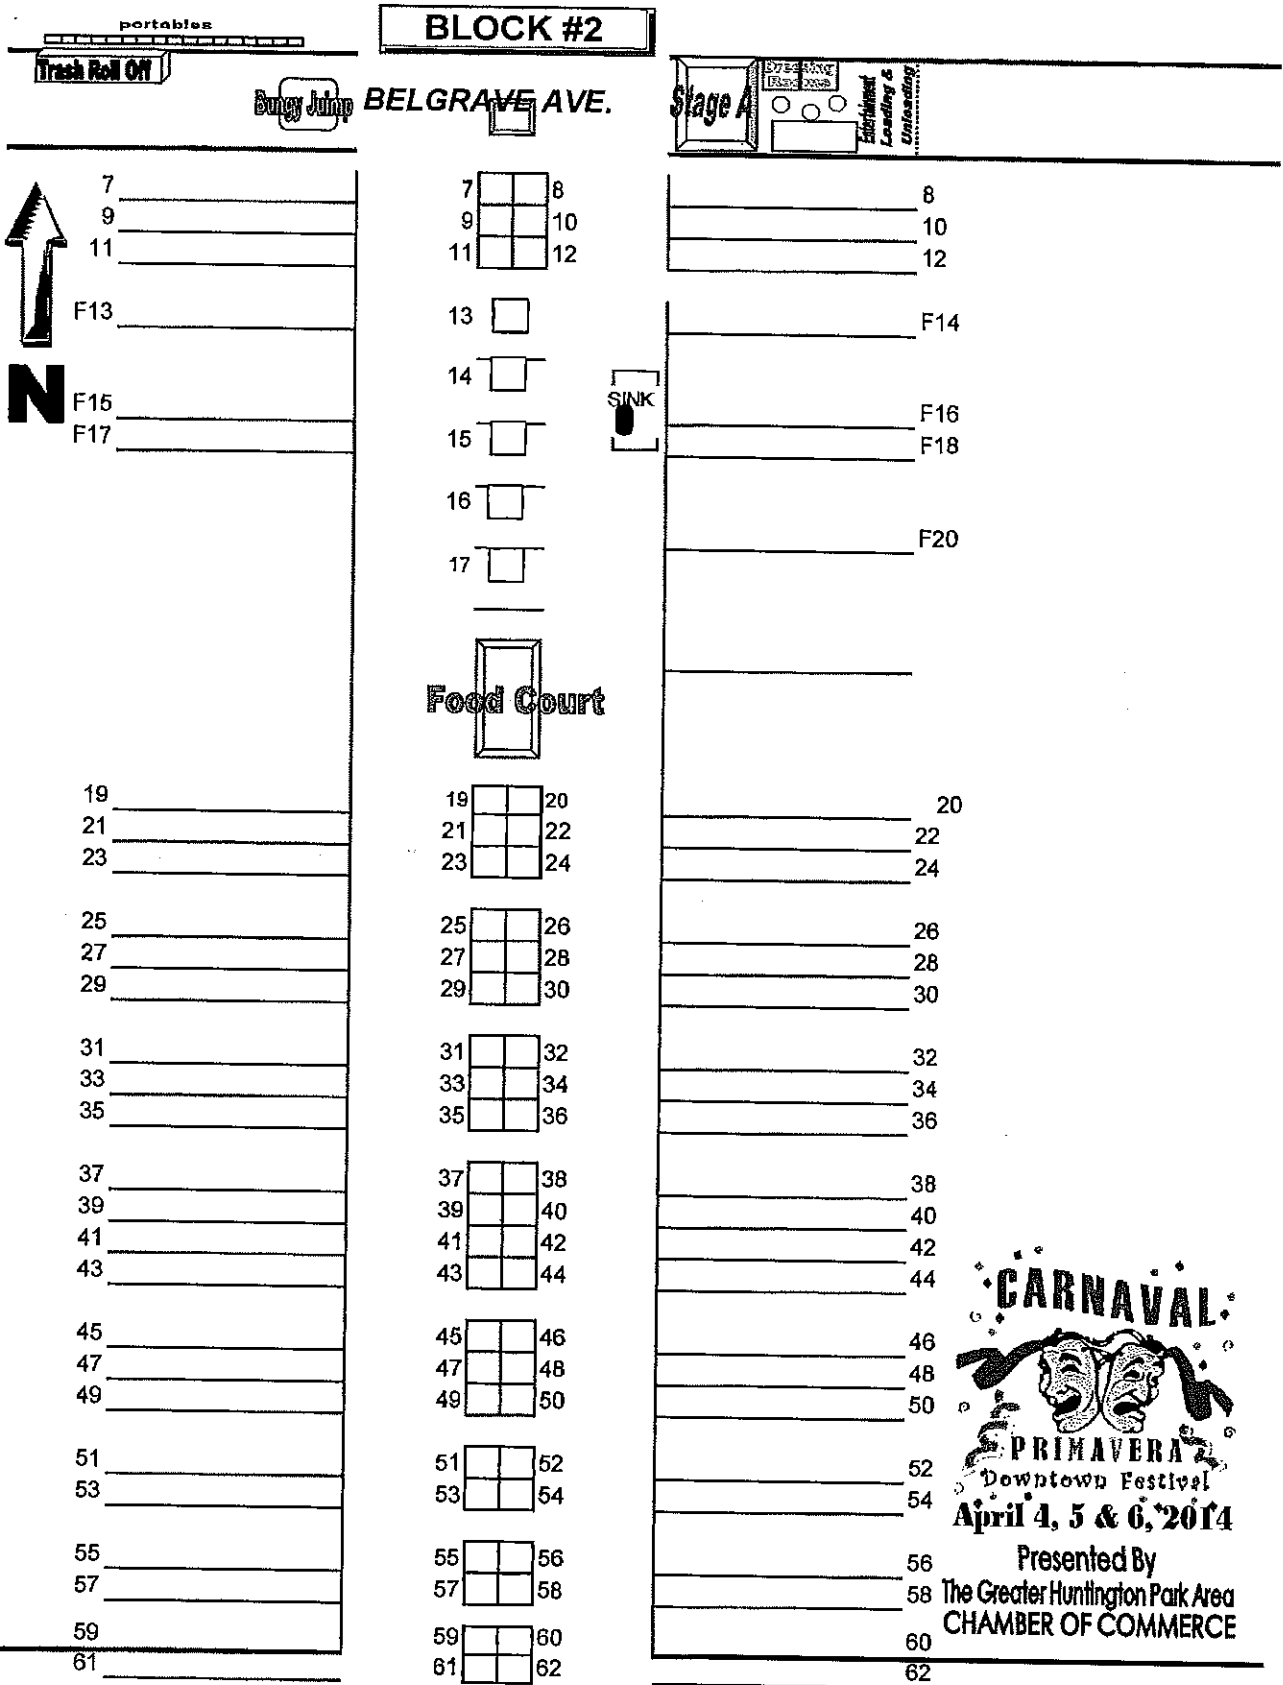 portables
BLOCK #2
Trash Roll Off
Bungy Juimp
BELGRAVE AVE.
Stage A
Dressing
Rooms
Entertainment
Loading &
Unloading
7 7 8 8
9 9 10 10
11 11 12 12
F13 13 F14
14
SINK
N
F15 F16
F17 15 F18
16
F20
17
Food Court
19 19 20 20
21 21 22 22
23 23 24 24
25 25 26 26
27 27 28 28
29 29 30 30
31 31 32 32
33 33 34 34
35 35 36 36
37 37 38 38
39 39 40 40
41 41 42 42
43 43 44 44
45 45 46 46
47 47 48 48
49 49 50 50
51 51 52 52
53 53 54 54
55 55 56 56
57 57 58 58
59 59 60 60
61 61 62 62
CARNAVAL
PRIMAVERA
Downtown Festival
April 4, 5 & 6, 2014
Presented By
The Greater Huntington Park Area
CHAMBER OF COMMERCE